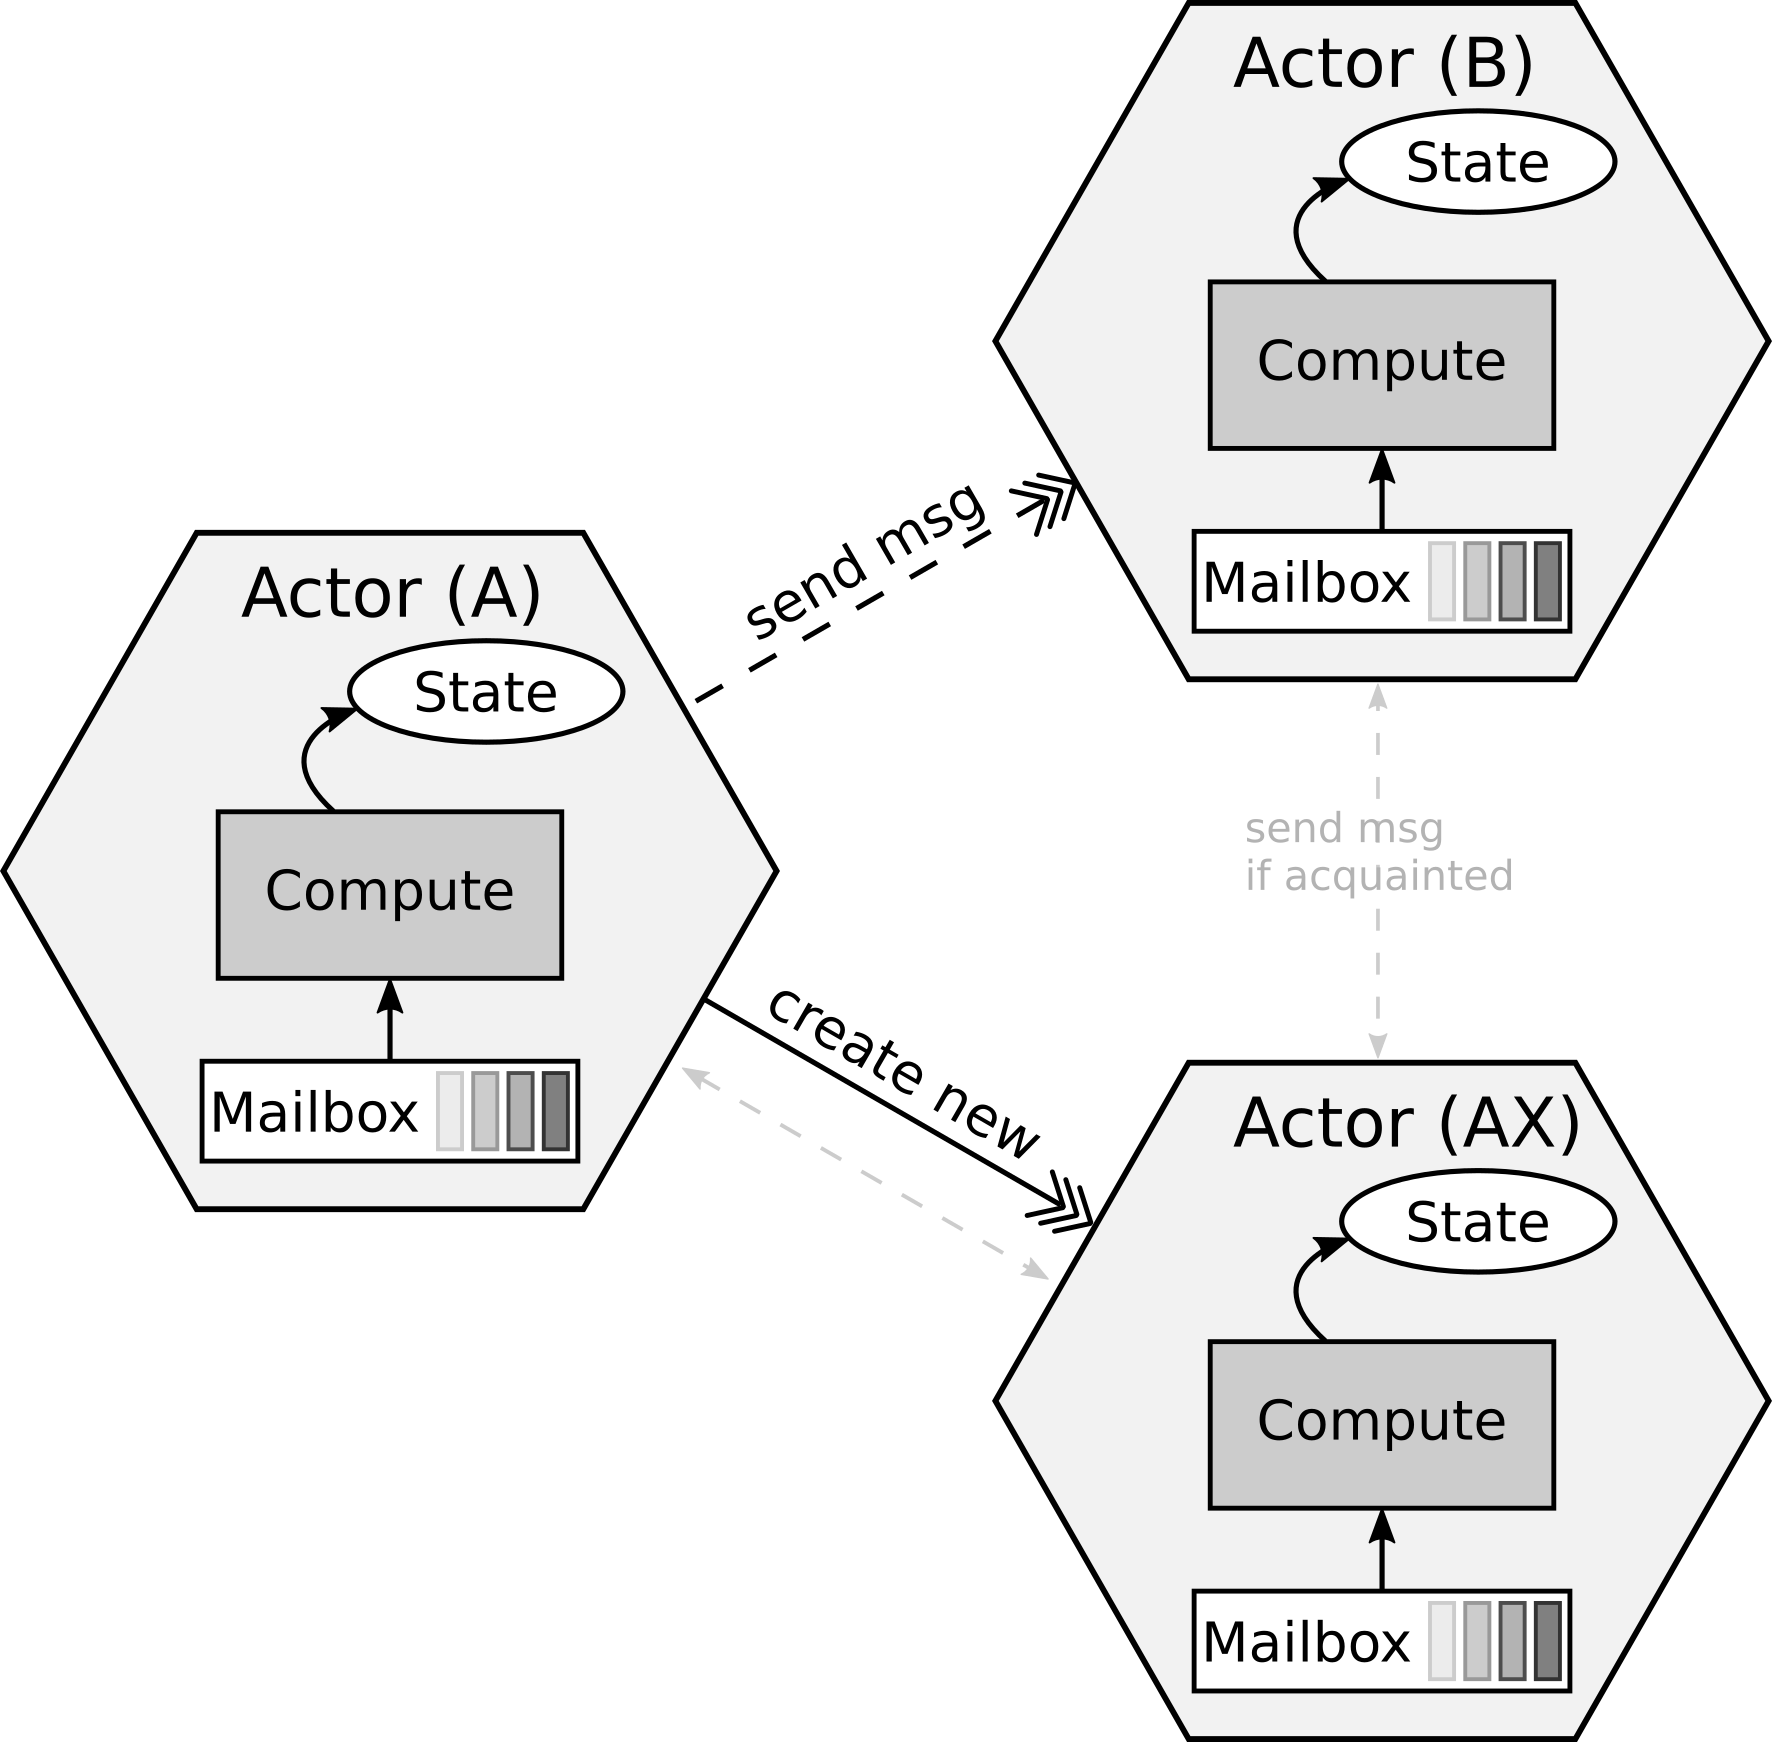 Actor (B)
State
Compute
Mailbox
send msg
Actor (A)
State
Compute
Mailbox
send msg
if acquainted
create new
Actor (AX)
State
Compute
Mailbox